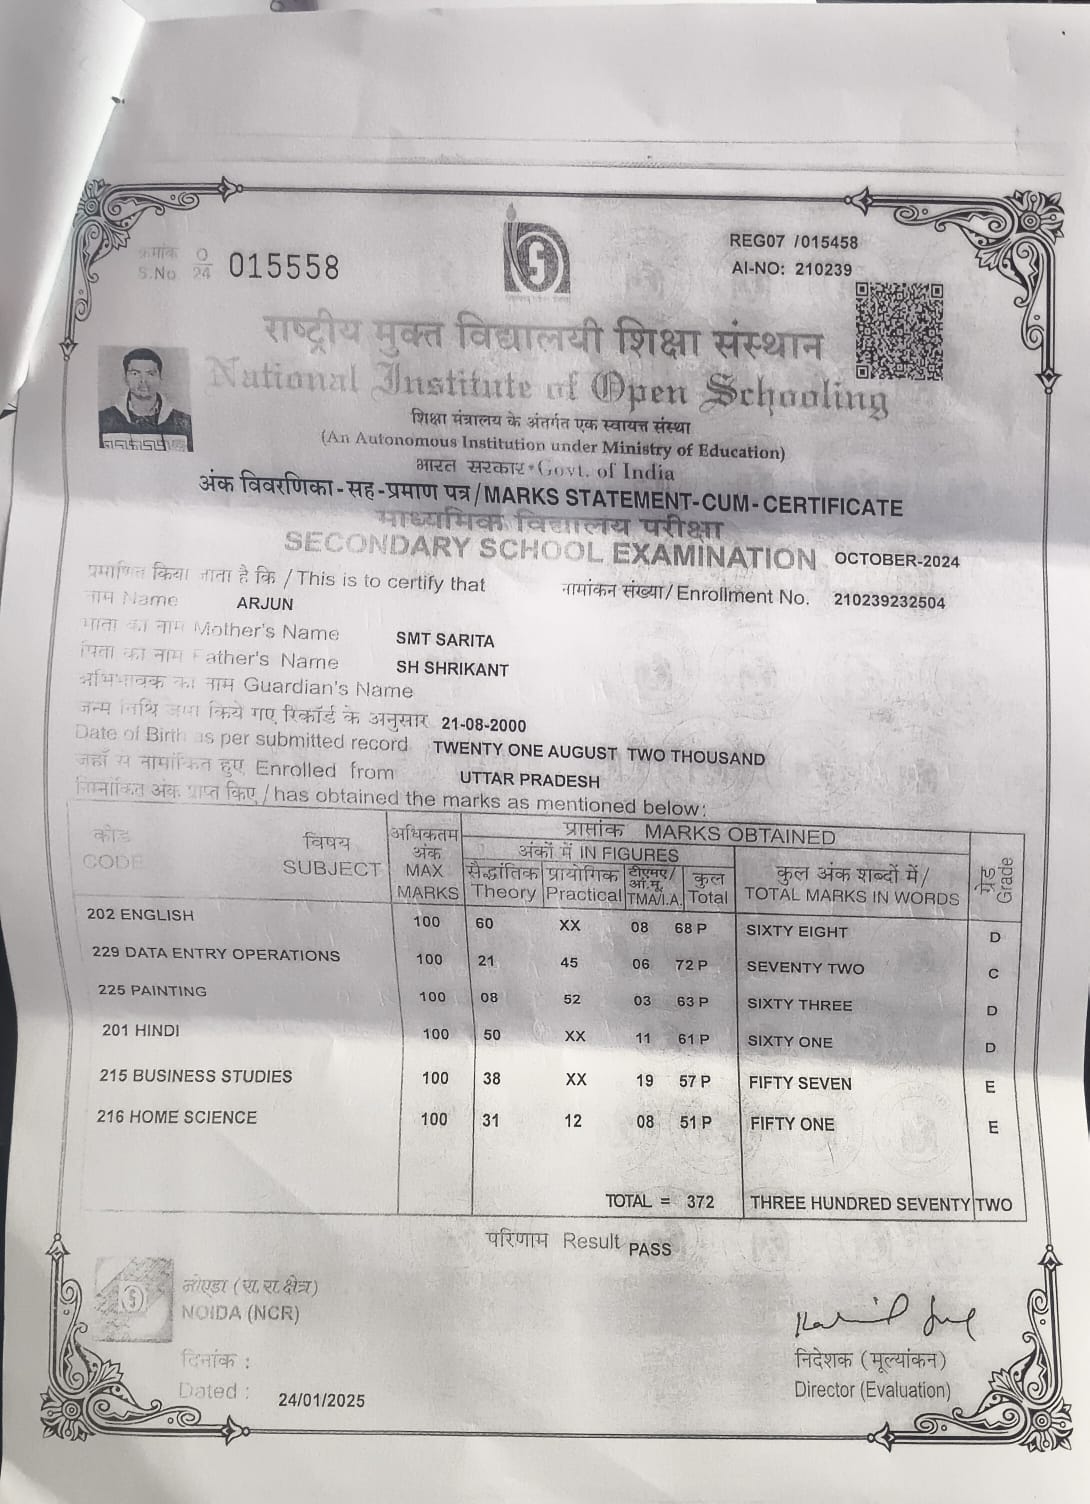 क्रमांक O
S.No 24 015558
REG07 /015458
AI-NO: 210239
राष्ट्रीय मुक्त विद्यालयी शिक्षा संस्थान
National Institute of Open Schooling
शिक्षा मंत्रालय के अंतर्गत एक स्वायत्त संस्था
(An Autonomous Institution under Ministry of Education)
भारत सरकार•Govt. of India
अंक विवरणिका-सह-प्रमाण पत्र/MARKS STATEMENT-CUM-CERTIFICATE
माध्यमिक विद्यालय परीक्षा
SECONDARY SCHOOL EXAMINATION OCTOBER-2024
प्रमाणित किया जाता है कि / This is to certify that नामांकन संख्या/ Enrollment No. 210239232504
नाम Name ARJUN
माता का नाम Mother's Name SMT SARITA
पिता का नाम Father's Name SH SHRIKANT
अभिभावक का नाम Guardian's Name
जन्म तिथि जमा किये गए रिकॉर्ड के अनुसार 21-08-2000
Date of Birth as per submitted record TWENTY ONE AUGUST TWO THOUSAND
जहाँ से नामांकित हुए Enrolled from UTTAR PRADESH
निम्नांकित अंक प्राप्त किए / has obtained the marks as mentioned below:
कोड CODE विषय SUBJECT अधिकतम अंक MAX MARKS प्राप्तांक MARKS OBTAINED ग्रेड Grade
अंकों में IN FIGURES कुल अंक शब्दों में/ TOTAL MARKS IN WORDS
सैद्धांतिक Theory प्रायोगिक Practical टीएमए/ आं.मू. TMA/I.A. कुल Total
202 ENGLISH 100 60 XX 08 68 P SIXTY EIGHT D
229 DATA ENTRY OPERATIONS 100 21 45 06 72 P SEVENTY TWO C
225 PAINTING 100 08 52 03 63 P SIXTY THREE D
201 HINDI 100 50 XX 11 61 P SIXTY ONE D
215 BUSINESS STUDIES 100 38 XX 19 57 P FIFTY SEVEN E
216 HOME SCIENCE 100 31 12 08 51 P FIFTY ONE E
TOTAL = 372 THREE HUNDRED SEVENTY TWO
परिणाम Result PASS
नोएडा (रा.रा.क्षेत्र)
NOIDA (NCR)
दिनांक :
Dated : 24/01/2025
निदेशक (मूल्यांकन)
Director (Evaluation)